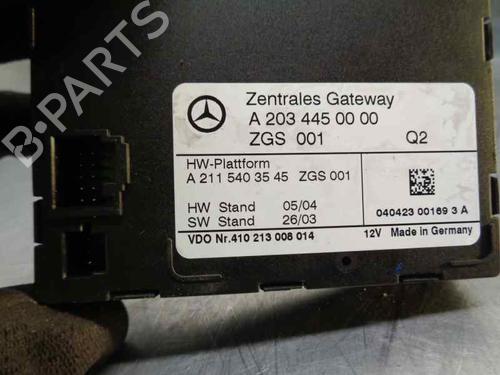 Zentrales Gateway
A 203 445 00 00
ZGS 001 Q2
HW-Plattform
A 211 540 35 45 ZGS 001
HW Stand 05/04
SW Stand 26/03
040423 00169 3 A
VDO Nr.410 213 008 014 12V Made in Germany
B-PARTS